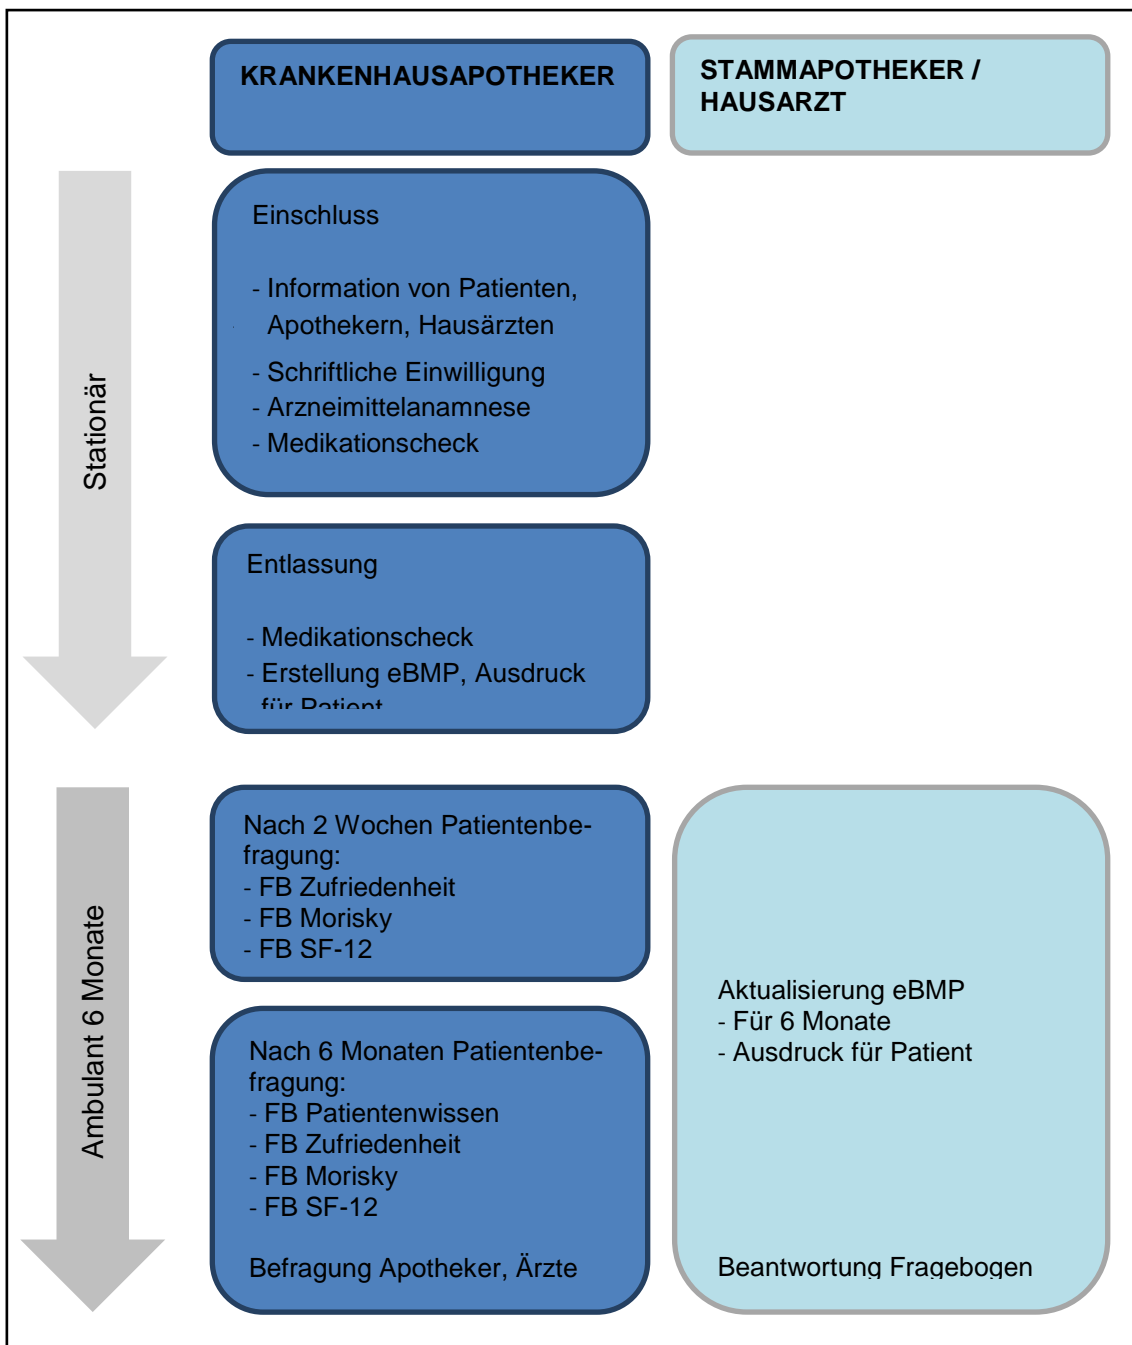 KRANKENHAUSAPOTHEKER
STAMMAPOTHEKER /
HAUSARZT
Stationär
Einschluss
- Information von Patienten,
Apothekern, Hausärzten
- Schriftliche Einwilligung
- Arzneimittelanamnese
- Medikationscheck
Entlassung
- Medikationscheck
- Erstellung eBMP, Ausdruck
für Patient
Ambulant 6 Monate
Nach 2 Wochen Patientenbe-
fragung:
- FB Zufriedenheit
- FB Morisky
- FB SF-12
Nach 6 Monaten Patientenbe-
fragung:
- FB Patientenwissen
- FB Zufriedenheit
- FB Morisky
- FB SF-12
Befragung Apotheker, Ärzte
Aktualisierung eBMP
- Für 6 Monate
- Ausdruck für Patient
Beantwortung Fragebogen